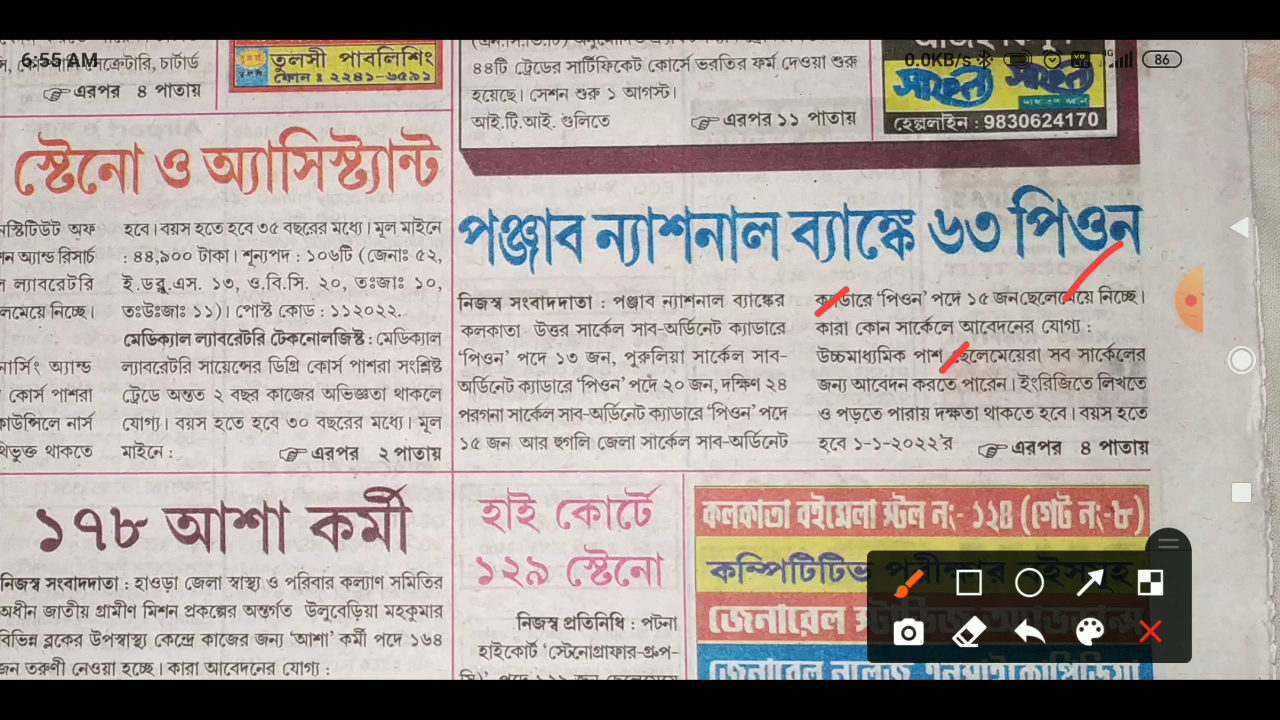 6:55 AM
0.0KB/s
86
তুলসী পাবলিশিং
ফোন : ২২৪১-৬৫৯১
চার্টার্ড
এরপর ৪ পাতায়
৪৪টি ট্রেডের সার্টিফিকেট কোর্সে ভরতির ফর্ম দেওয়া শুরু
হয়েছে। সেশন শুরু ১ আগস্ট।
আই.টি.আই. গুলিতে
এরপর ১১ পাতায়
হেল্পলাইন : 9830624170
স্টেনো ও অ্যাসিস্ট্যান্ট
নস্টিটিউট অফ
ন অ্যান্ড রিসার্চ
ল ল্যাবরেটরি
লমেয়ে নিচ্ছে।
নার্সিং অ্যান্ড
কোর্স পাশরা
কাউন্সিলে নার্স
থিভুক্ত থাকতে
হবে। বয়স হতে হবে ৩৫ বছরের মধ্যে। মূল মাইনে
: ৪৪,৯০০ টাকা। শূন্যপদ : ১০৬টি (জেনাঃ ৫২,
ই.ডব্লু.এস. ১৩, ও.বি.সি. ২০, তঃজাঃ ১০,
তঃউঃজাঃ ১১)। পোস্ট কোড : ১১২০২২.
মেডিক্যাল ল্যাবরেটরি টেকনোলজিস্ট : মেডিক্যাল
ল্যাবরেটরি সায়েন্সের ডিগ্রি কোর্স পাশরা সংশ্লিষ্ট
ট্রেডে অন্তত ২ বছর কাজের অভিজ্ঞতা থাকলে
যোগ্য। বয়স হতে হবে ৩০ বছরের মধ্যে। মূল
মাইনে :
এরপর ২ পাতায়
পঞ্জাব ন্যাশনাল ব্যাঙ্কে ৬৩ পিওন
নিজস্ব সংবাদদাতা : পঞ্জাব ন্যাশনাল ব্যাঙ্কের
কলকাতা উত্তর সার্কেল সাব-অর্ডিনেট ক্যাডারে
'পিওন' পদে ১৩ জন, পুরুলিয়া সার্কেল সাব-
অর্ডিনেট ক্যাডারে 'পিওন' পদে ২০ জন, দক্ষিণ ২৪
পরগনা সার্কেল সাব-অর্ডিনেট ক্যাডারে 'পিওন' পদে
১৫ জন আর হুগলি জেলা সার্কেল সাব-অর্ডিনেট
ক্যাডারে 'পিওন' পদে ১৫ জনছেলেমেয়ে নিচ্ছে।
কারা কোন সার্কেলে আবেদনের যোগ্য :
উচ্চমাধ্যমিক পাশ ছেলেমেয়েরা সব সার্কেলের
জন্য আবেদন করতে পারেন। ইংরিজিতে লিখতে
ও পড়তে পারায় দক্ষতা থাকতে হবে। বয়স হতে
হবে ১-১-২০২২'র
এরপর ৪ পাতায়
১৭৮ আশা কর্মী
নিজস্ব সংবাদদাতা : হাওড়া জেলা স্বাস্থ্য ও পরিবার কল্যাণ সমিতির
অধীন জাতীয় গ্রামীণ মিশন প্রকল্পের অন্তর্গত উলুবেড়িয়া মহকুমার
বিভিন্ন ব্লকের উপস্বাস্থ্য কেন্দ্রে কাজের জন্য 'আশা' কর্মী পদে ১৬৪
জন তরুণী নেওয়া হচ্ছে। কারা আবেদনের যোগ্য :
হাই কোর্টে
১২৯ স্টেনো
নিজস্ব প্রতিনিধি : পটনা
হাইকোর্ট 'স্টেনোগ্রাফার-গ্রুপ-
কলকাতা বইমেলা স্টল নং- ১২৪ (গেট নং-৮)
কম্পিটিটিভ পরীক্ষার বইসমূহ
জেনারেল
জেনারেল নলেজ এনসাইক্লোপিডিয়া